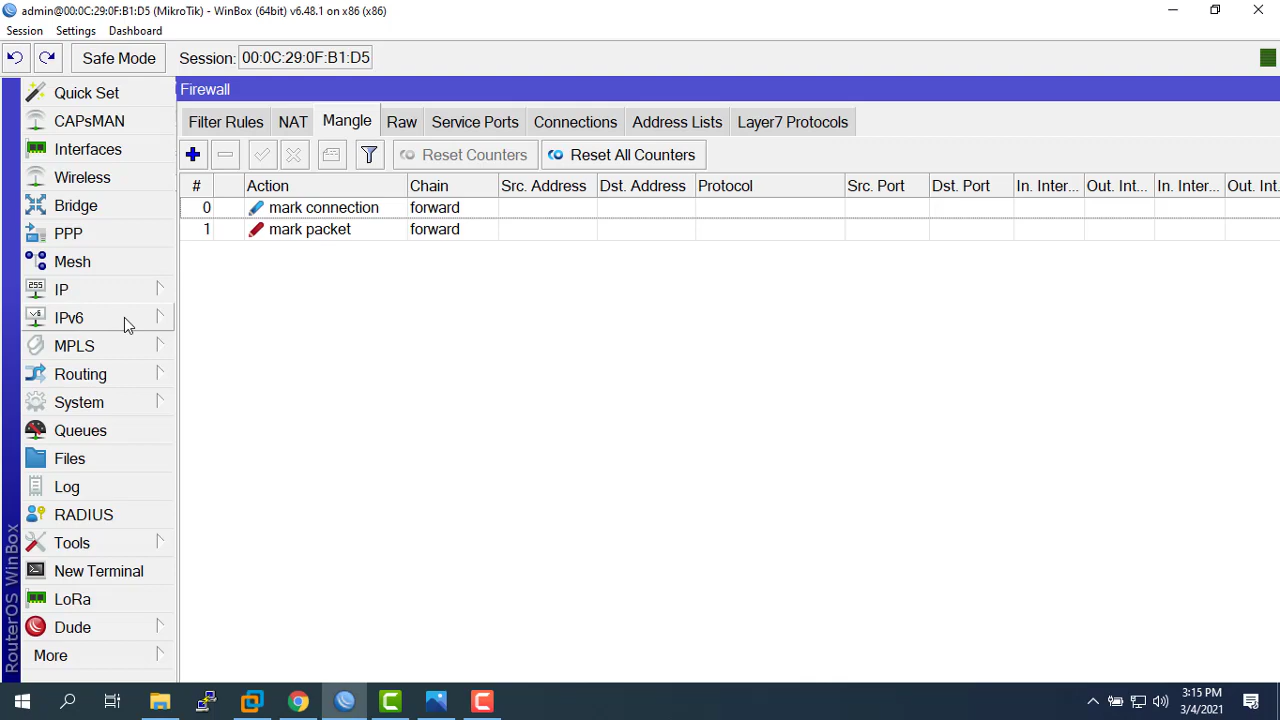 admin@00:0C:29:0F:B1:D5 (MikroTik) - WinBox (64bit) v6.48.1 on x86 (x86)
Session Settings Dashboard
Safe Mode Session: 00:0C:29:0F:B1:D5
Quick Set
CAPsMAN
Interfaces
Wireless
Bridge
PPP
Mesh
255 IP
v6 IPv6
MPLS
Routing
System
Queues
Files
Log
RADIUS
Tools
New Terminal
LoRa
Dude
More
RouterOS WinBox
Firewall
Filter Rules NAT Mangle Raw Service Ports Connections Address Lists Layer7 Protocols
Reset Counters Reset All Counters
# Action Chain Src. Address Dst. Address Protocol Src. Port Dst. Port In. Inter... Out. Int... In. Inter... Out. Int
0 mark connection forward
1 mark packet forward
3:15 PM
3/4/2021